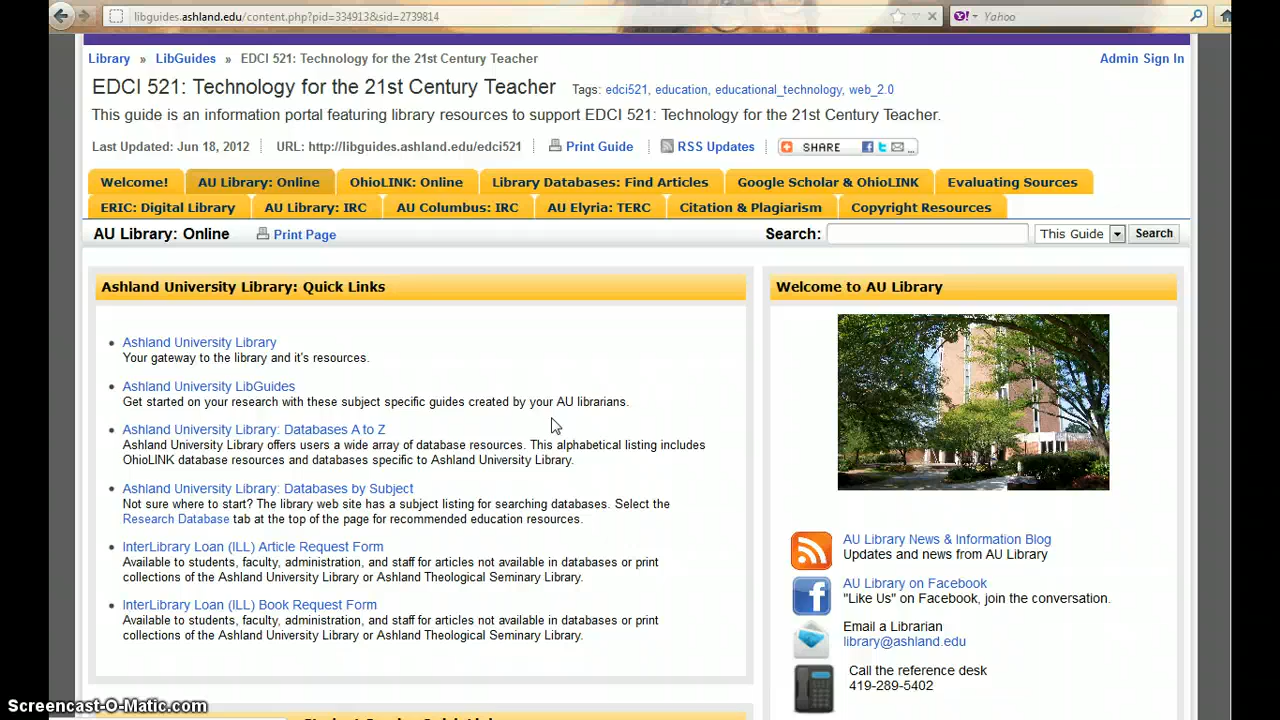 libguides.ashland.edu/content.php?pid=334913&sid=2739814
Yahoo
Library » LibGuides » EDCI 521: Technology for the 21st Century Teacher
Admin Sign In
EDCI 521: Technology for the 21st Century Teacher
Tags: edci521, education, educational_technology, web_2.0
This guide is an information portal featuring library resources to support EDCI 521: Technology for the 21st Century Teacher.
Last Updated: Jun 18, 2012
URL: http://libguides.ashland.edu/edci521
Print Guide
RSS Updates
SHARE
Welcome!
AU Library: Online
OhioLINK: Online
Library Databases: Find Articles
Google Scholar & OhioLINK
Evaluating Sources
ERIC: Digital Library
AU Library: IRC
AU Columbus: IRC
AU Elyria: TERC
Citation & Plagiarism
Copyright Resources
AU Library: Online
Print Page
Search:
This Guide
Search
Ashland University Library: Quick Links
Ashland University Library
Your gateway to the library and it's resources.
Ashland University LibGuides
Get started on your research with these subject specific guides created by your AU librarians.
Ashland University Library: Databases A to Z
Ashland University Library offers users a wide array of database resources. This alphabetical listing includes
OhioLINK database resources and databases specific to Ashland University Library.
Ashland University Library: Databases by Subject
Not sure where to start? The library web site has a subject listing for searching databases. Select the
Research Database tab at the top of the page for recommended education resources.
InterLibrary Loan (ILL) Article Request Form
Available to students, faculty, administration, and staff for articles not available in databases or print
collections of the Ashland University Library or Ashland Theological Seminary Library.
InterLibrary Loan (ILL) Book Request Form
Available to students, faculty, administration, and staff for articles not available in databases or print
collections of the Ashland University Library or Ashland Theological Seminary Library.
Welcome to AU Library
AU Library News & Information Blog
Updates and news from AU Library
AU Library on Facebook
"Like Us" on Facebook, join the conversation.
Email a Librarian
library@ashland.edu
Call the reference desk
419-289-5402
Screencast-O-Matic.com